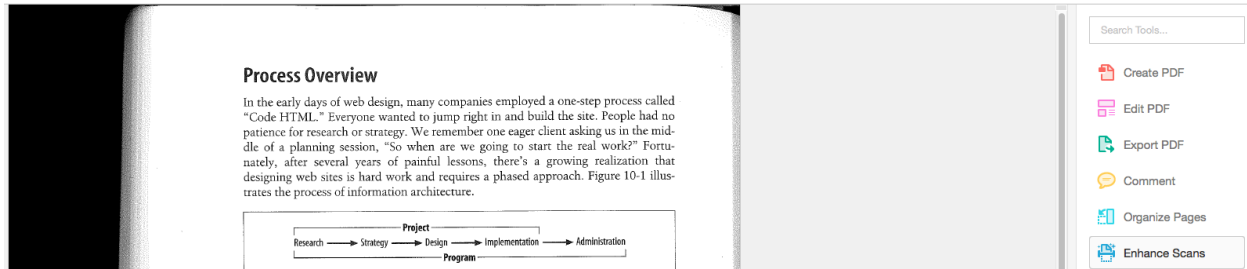 Process Overview
In the early days of web design, many companies employed a one-step process called
“Code HTML.” Everyone wanted to jump right in and build the site. People had no
patience for research or strategy. We remember one eager client asking us in the mid-
dle of a planning session, “So when are we going to start the real work?” Fortu-
nately, after several years of painful lessons, there’s a growing realization that
designing web sites is hard work and requires a phased approach. Figure 10-1 illus-
trates the process of information architecture.
Project
Research Strategy Design Implementation Administration
Program
Search Tools...
Create PDF
Edit PDF
Export PDF
Comment
Organize Pages
Enhance Scans